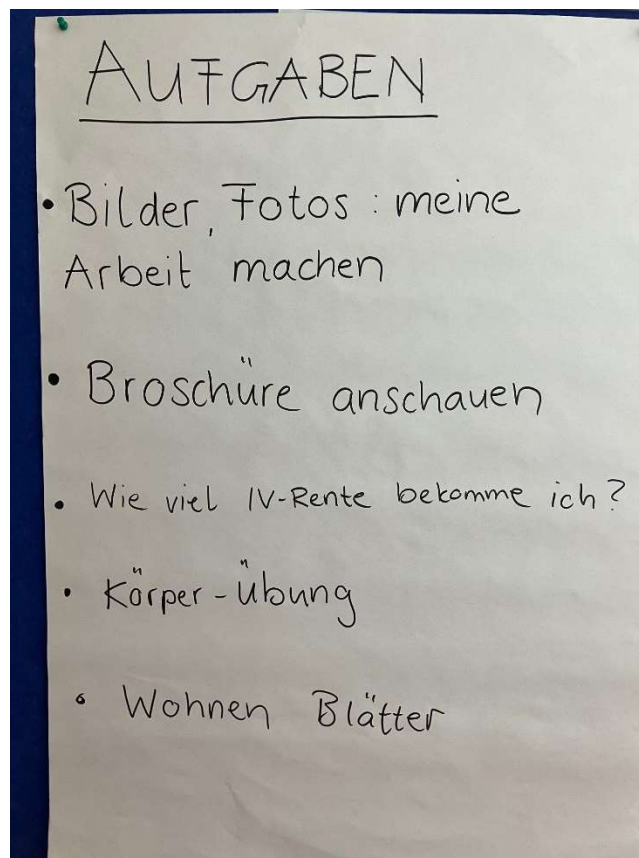 AUFGABEN
• Bilder, Fotos : meine
Arbeit machen
• Broschüre anschauen
• Wie viel IV-Rente bekomme ich?
• Körper-Übung
• Wohnen Blätter